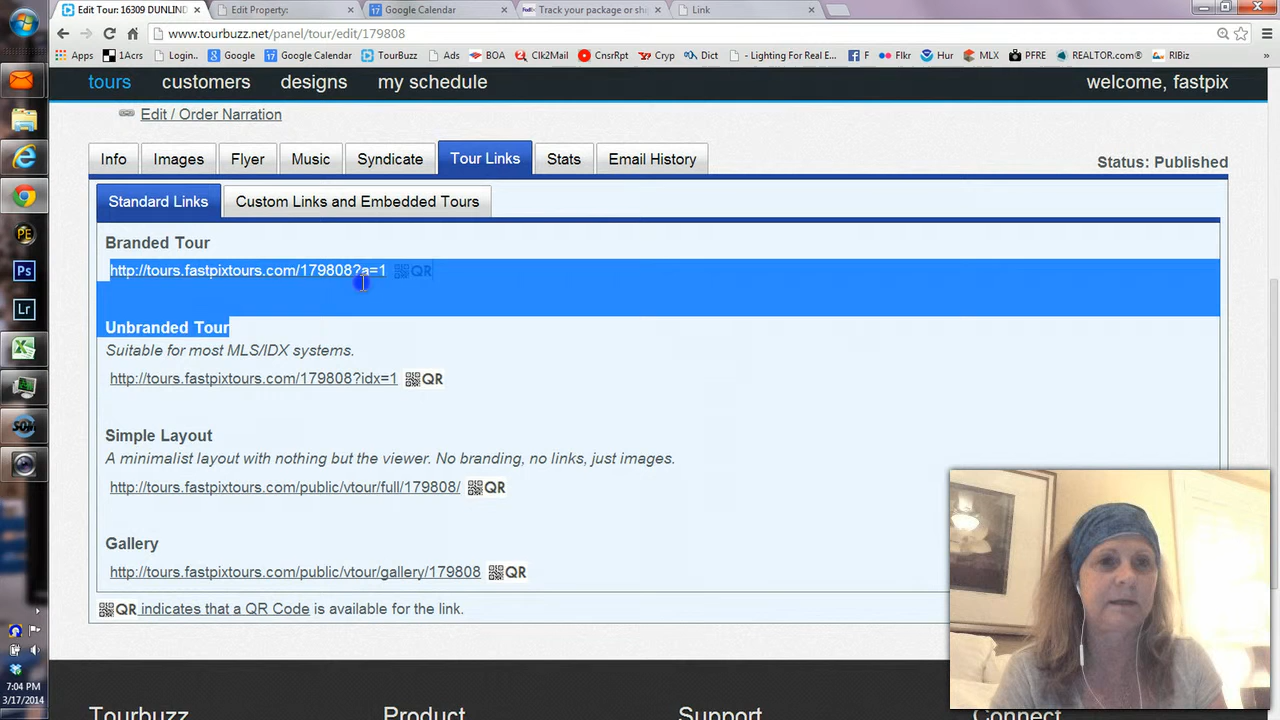 Edit Tour: 16309 DUNLIND
Edit Property:
Google Calendar
Track your package or shi
Link
www.tourbuzz.net/panel/tour/edit/179808
Apps
1Acrs
Login..
Google
Google Calendar
TourBuzz
Ads
BOA
Clk2Mail
CnsrRpt
Cryp
Dict
- Lighting For Real E...
F
Flkr
Hur
MLX
PFRE
REALTOR.com®
RIBiz
»
tours
customers
designs
my schedule
welcome, fastpix
Edit / Order Narration
Info
Images
Flyer
Music
Syndicate
Tour Links
Stats
Email History
Status: Published
Standard Links
Custom Links and Embedded Tours
Branded Tour
http://tours.fastpixtours.com/179808?a=1 QR
Unbranded Tour
Suitable for most MLS/IDX systems.
http://tours.fastpixtours.com/179808?idx=1 QR
Simple Layout
A minimalist layout with nothing but the viewer. No branding, no links, just images.
http://tours.fastpixtours.com/public/vtour/full/179808/ QR
Gallery
http://tours.fastpixtours.com/public/vtour/gallery/179808 QR
QR indicates that a QR Code is available for the link.
Tourbuzz
Product
Support
Connect
PE
Ps
Lr
7:04 PM
3/17/2014